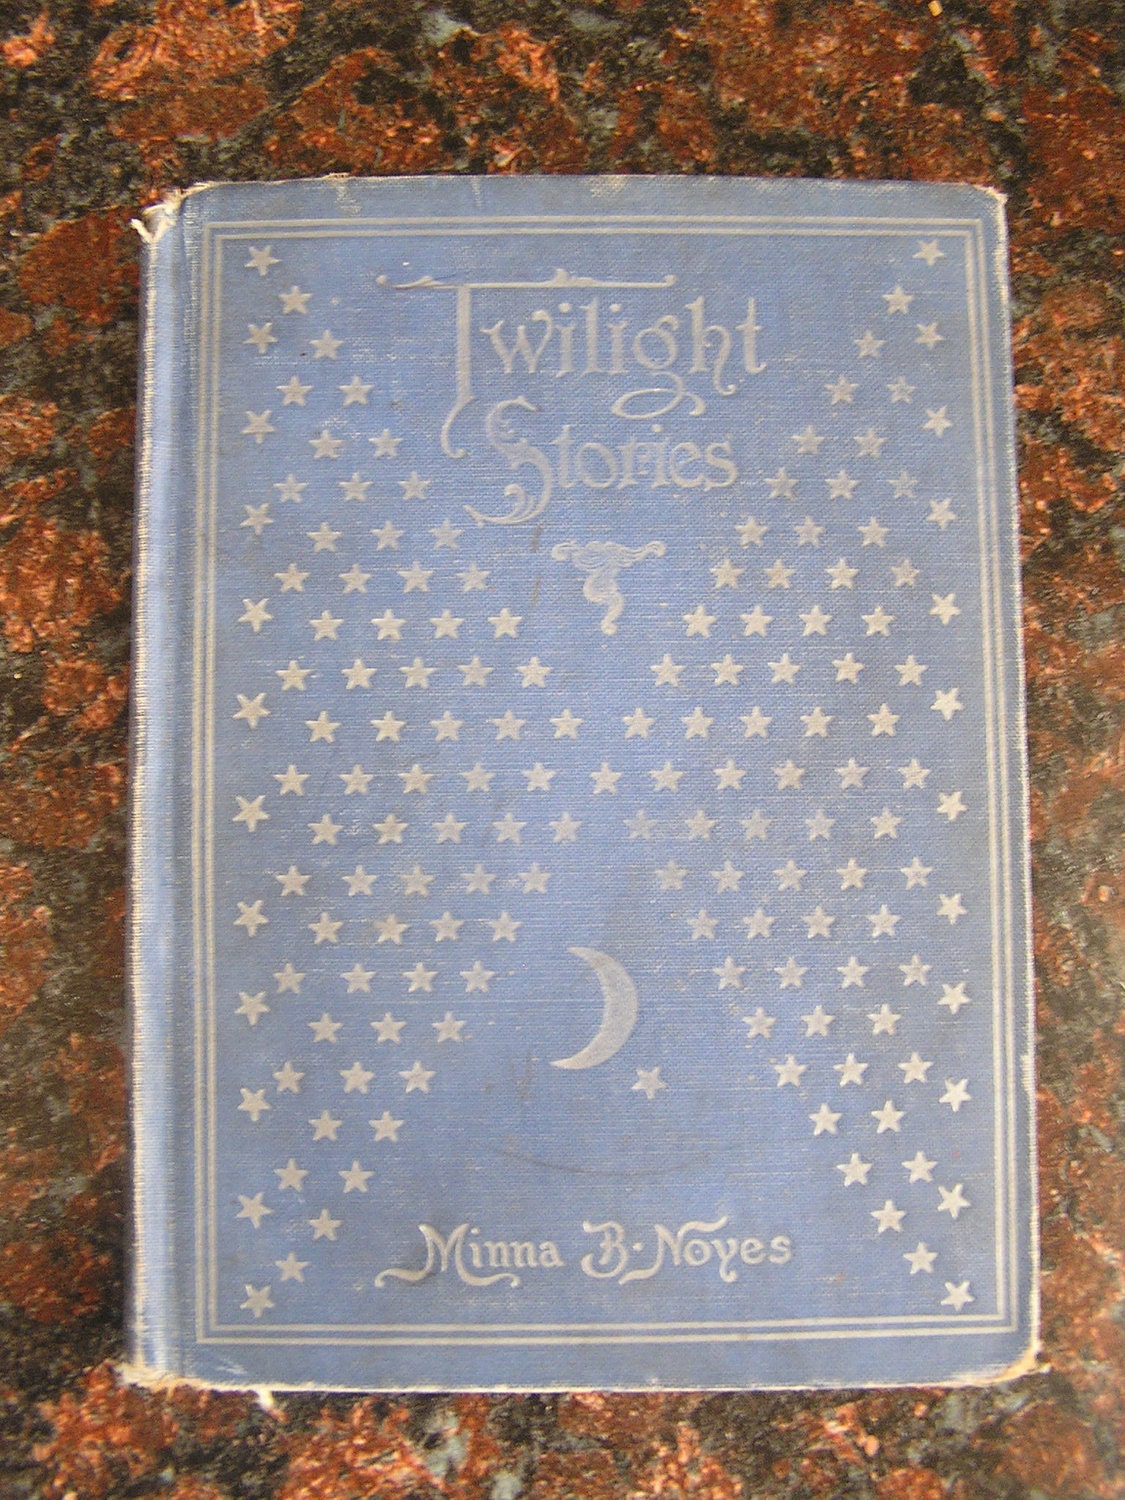 Twilight
Stories
Minna B. Noyes